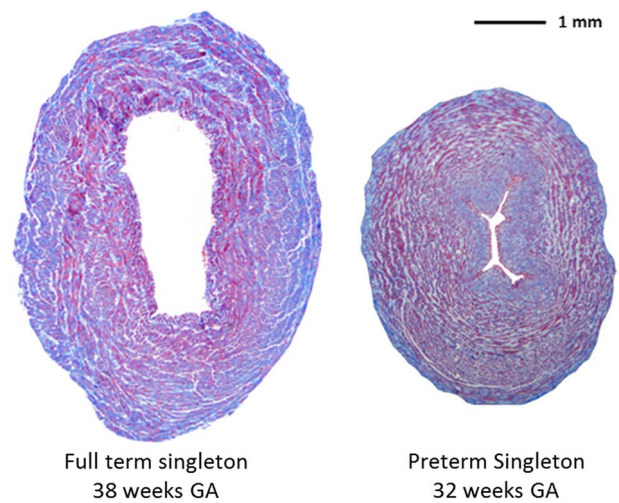 1 mm
Full term singleton
38 weeks GA
Preterm Singleton
32 weeks GA